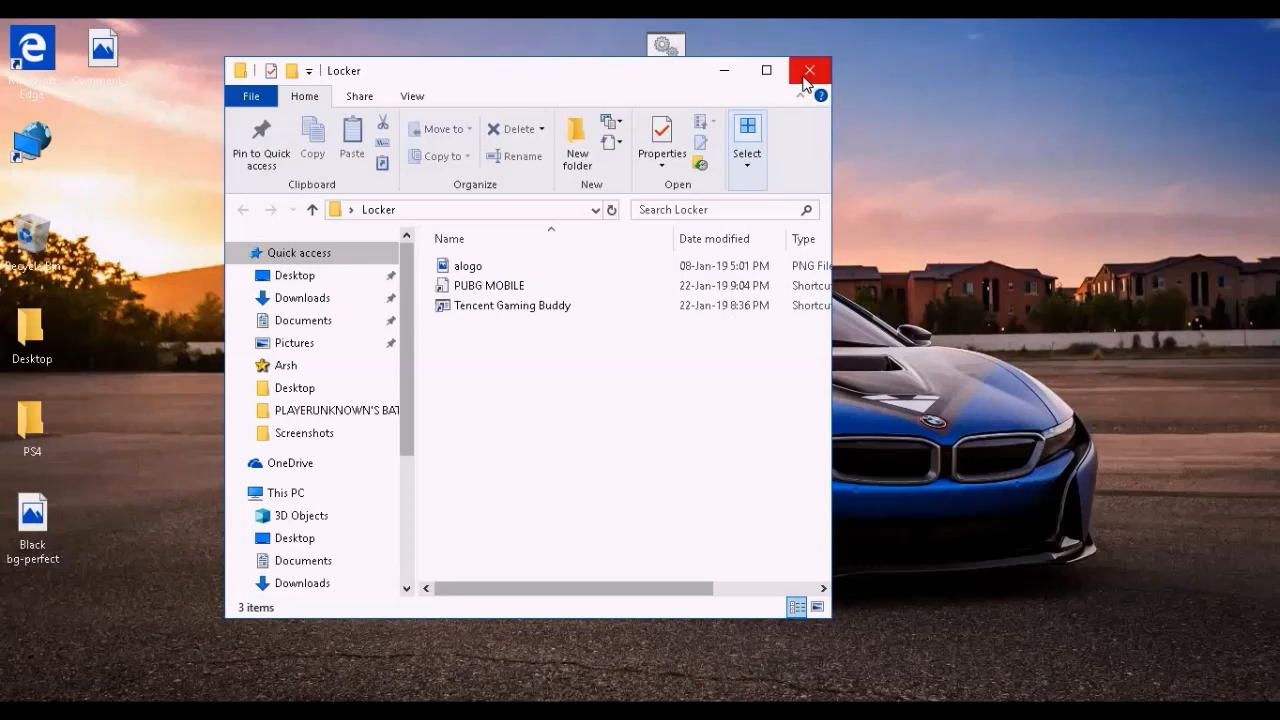 Locker
File
Home
Share
View
Pin to Quick access
Copy
Paste
Move to
Copy to
Delete
Rename
New folder
Properties
Select
Clipboard
Organize
New
Open
Locker
Search Locker
Quick access
Desktop
Downloads
Documents
Pictures
Arsh
Desktop
PLAYERUNKNOWN'S BAT
Screenshots
OneDrive
This PC
3D Objects
Desktop
Documents
Downloads
Name Date modified Type
alogo 08-Jan-19 5:01 PM PNG File
PUBG MOBILE 22-Jan-19 9:04 PM Shortcu
Tencent Gaming Buddy 22-Jan-19 8:36 PM Shortcu
3 items
Edge
Recycle Bin
Desktop
PS4
Black
bg-perfect